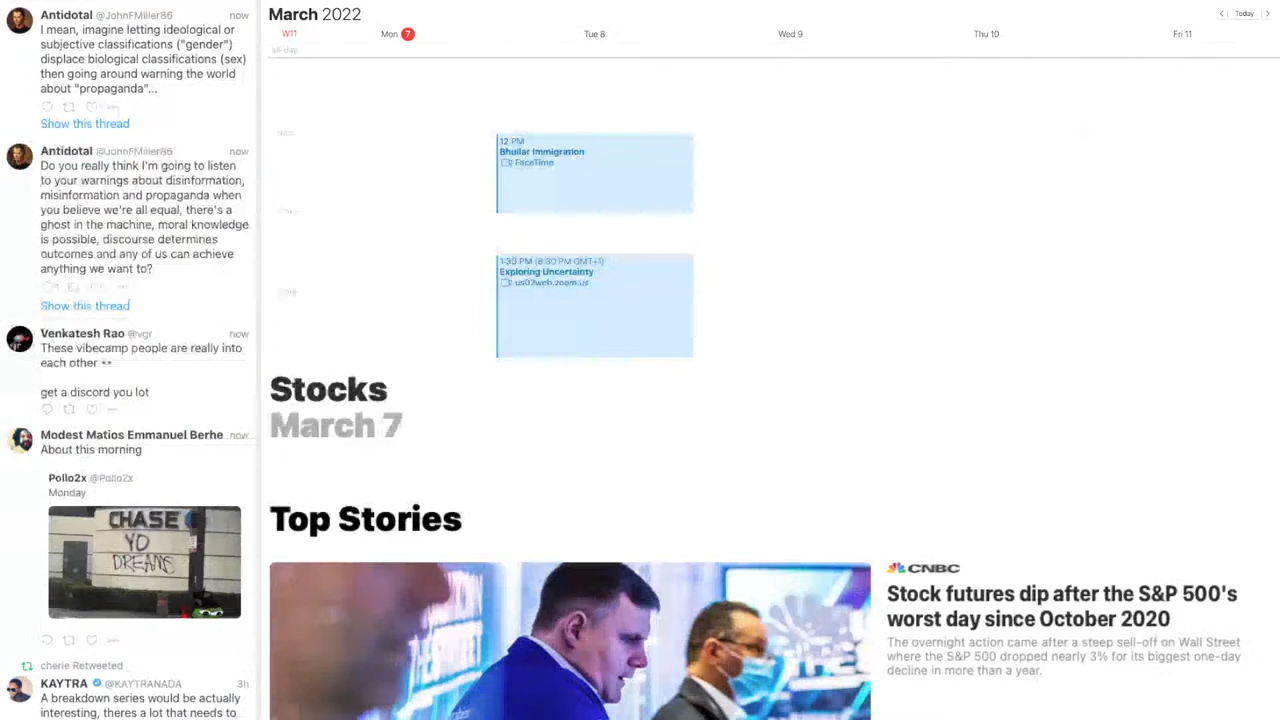 Antidotal @JohnFMiller86 now
I mean, imagine letting ideological or
subjective classifications ("gender")
displace biological classifications (sex)
then going around warning the world
about "propaganda"...
Show this thread
Antidotal @JohnFMiller86 now
Do you really think I'm going to listen
to your warnings about disinformation,
misinformation and propaganda when
you believe we're all equal, there's a
ghost in the machine, moral knowledge
is possible, discourse determines
outcomes and any of us can achieve
anything we want to?
Show this thread
Venkatesh Rao @vgr now
These vibecamp people are really into
each other 👀
get a discord you lot
Modest Matios Emmanuel Berhe now
About this morning
Pollo2x @Pollo2x
Monday
CHASE
YO
DREAMS
cherie Retweeted
KAYTRA @KAYTRANADA 3h
A breakdown series would be actually
interesting, theres a lot that needs to
March 2022
Today
W11 Mon 7 Tue 8 Wed 9 Thu 10 Fri 11
all-day
12 PM
Bhullar Immigration
FaceTime
1:30 PM (8:30 PM GMT+1)
Exploring Uncertainty
us02web.zoom.us
Stocks
March 7
Top Stories
CNBC
Stock futures dip after the S&P 500's
worst day since October 2020
The overnight action came after a steep sell-off on Wall Street
where the S&P 500 dropped nearly 3% for its biggest one-day
decline in more than a year.